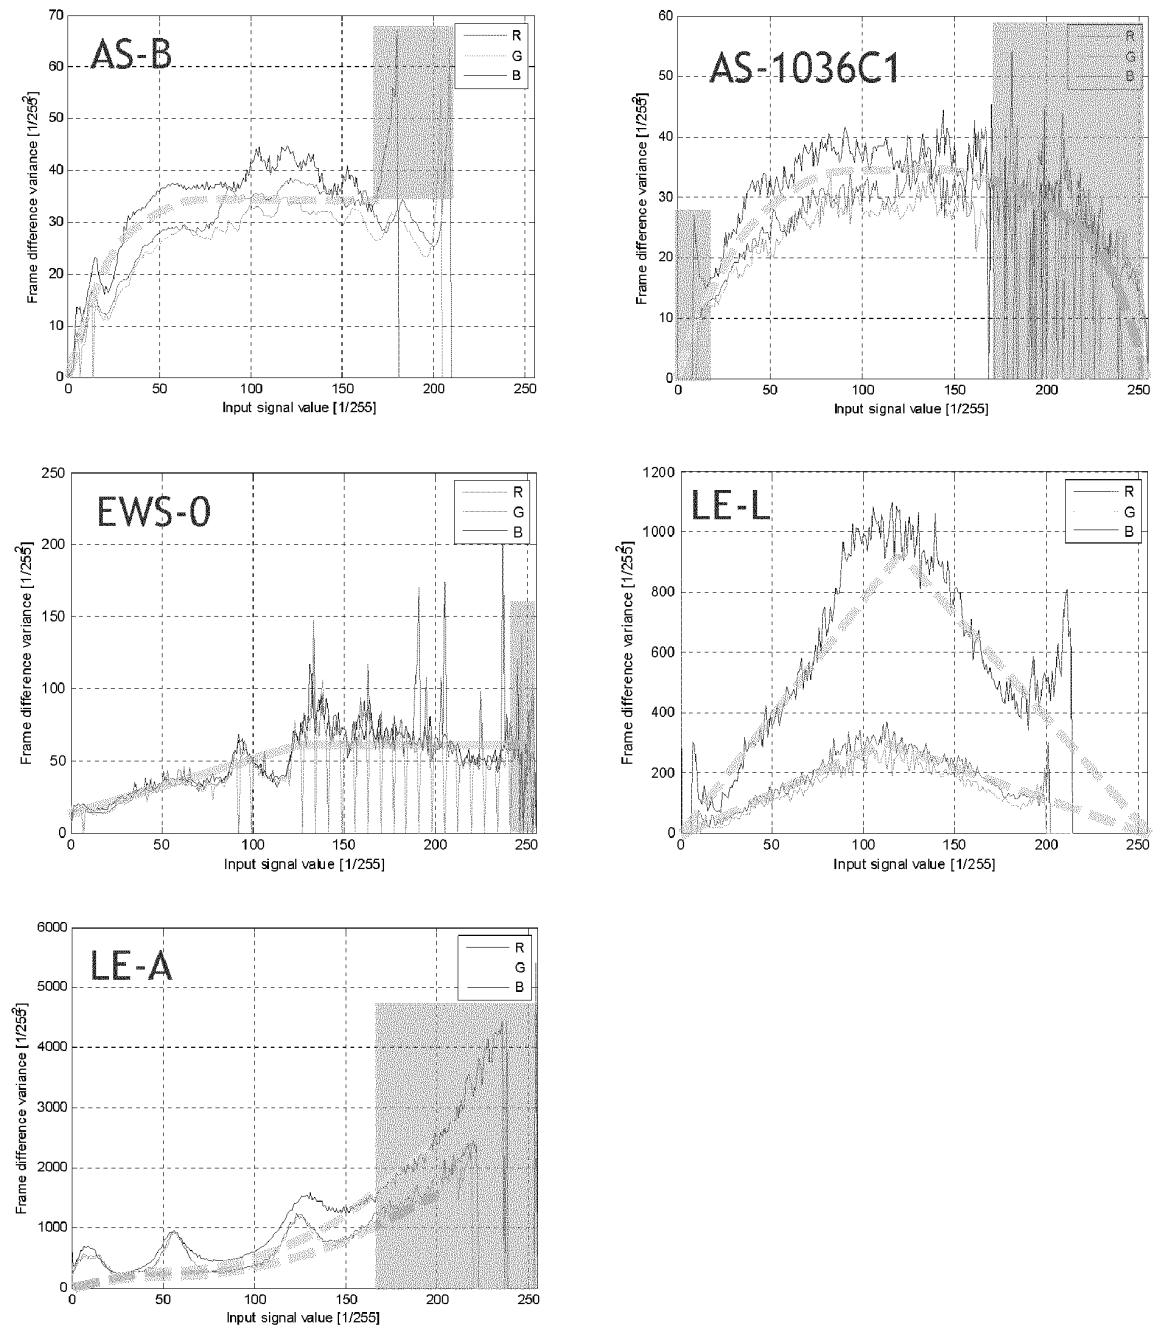 AS-B
R
G
B
Frame difference variance [1/255²]
70
60
50
40
30
20
10
0
0 50 100 150 200 250
Input signal value [1/255]
AS-1036C1
R
G
B
Frame difference variance [1/255²]
60
50
40
30
20
10
0
0 50 100 150 200 250
Input signal value [1/255]
EWS-0
R
G
B
Frame difference variance [1/255²]
250
200
150
100
50
0
0 50 100 150 200 250
Input signal value [1/255]
LE-L
R
G
B
Frame difference variance [1/255²]
1200
1000
800
600
400
200
0
0 50 100 150 200 250
Input signal value [1/255]
LE-A
R
G
B
Frame difference variance [1/255²]
6000
5000
4000
3000
2000
1000
0
0 50 100 150 200 250
Input signal value [1/255]